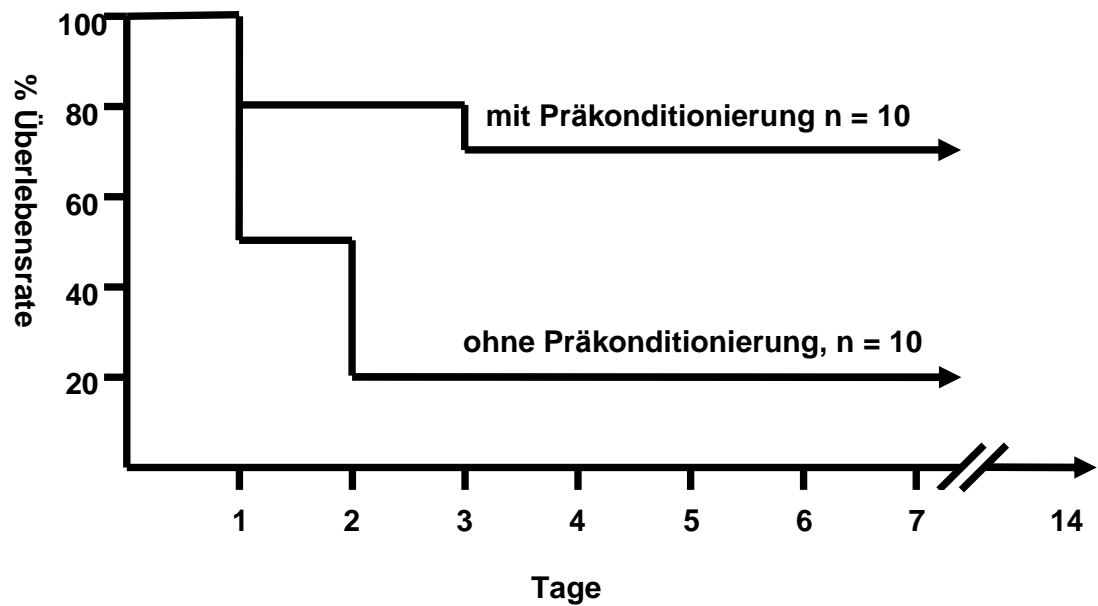 100
80
60
40
20
% Überlebensrate
mit Präkonditionierung n = 10
ohne Präkonditionierung, n = 10
1 2 3 4 5 6 7 14
Tage